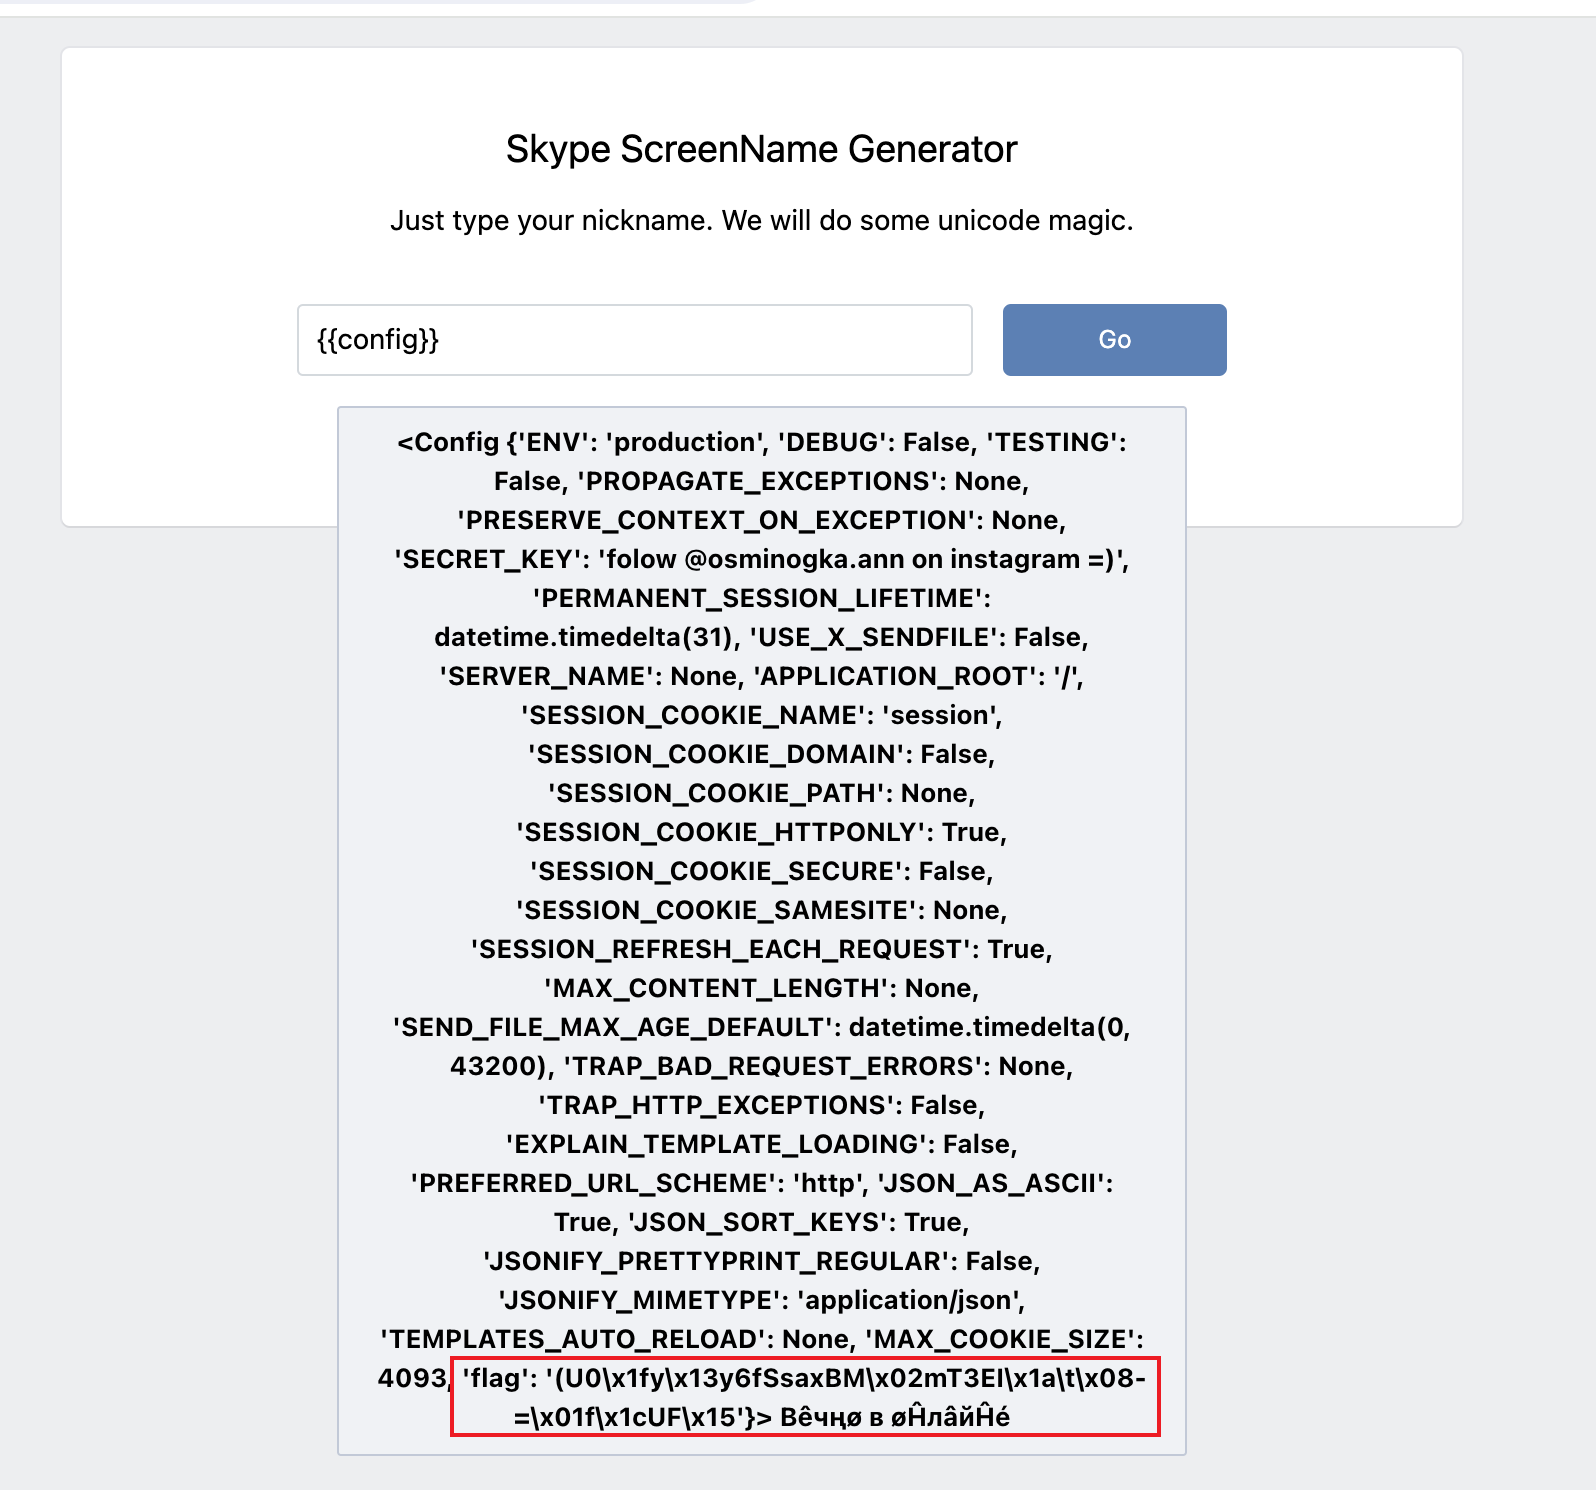 Skype ScreenName Generator
Just type your nickname. We will do some unicode magic.
{{config}}
Go
<Config {'ENV': 'production', 'DEBUG': False, 'TESTING':
False, 'PROPAGATE_EXCEPTIONS': None,
'PRESERVE_CONTEXT_ON_EXCEPTION': None,
'SECRET_KEY': 'folow @osminogka.ann on instagram =)',
'PERMANENT_SESSION_LIFETIME':
datetime.timedelta(31), 'USE_X_SENDFILE': False,
'SERVER_NAME': None, 'APPLICATION_ROOT': '/',
'SESSION_COOKIE_NAME': 'session',
'SESSION_COOKIE_DOMAIN': False,
'SESSION_COOKIE_PATH': None,
'SESSION_COOKIE_HTTPONLY': True,
'SESSION_COOKIE_SECURE': False,
'SESSION_COOKIE_SAMESITE': None,
'SESSION_REFRESH_EACH_REQUEST': True,
'MAX_CONTENT_LENGTH': None,
'SEND_FILE_MAX_AGE_DEFAULT': datetime.timedelta(0,
43200), 'TRAP_BAD_REQUEST_ERRORS': None,
'TRAP_HTTP_EXCEPTIONS': False,
'EXPLAIN_TEMPLATE_LOADING': False,
'PREFERRED_URL_SCHEME': 'http', 'JSON_AS_ASCII':
True, 'JSON_SORT_KEYS': True,
'JSONIFY_PRETTYPRINT_REGULAR': False,
'JSONIFY_MIMETYPE': 'application/json',
'TEMPLATES_AUTO_RELOAD': None, 'MAX_COOKIE_SIZE':
4093, 'flag': '(U0\x1fy\x13y6fSsaxBM\x02mT3EI\x1a\t\x08-
=\x01f\x1cUF\x15'}> Вêчңø в øĤлâйĤé